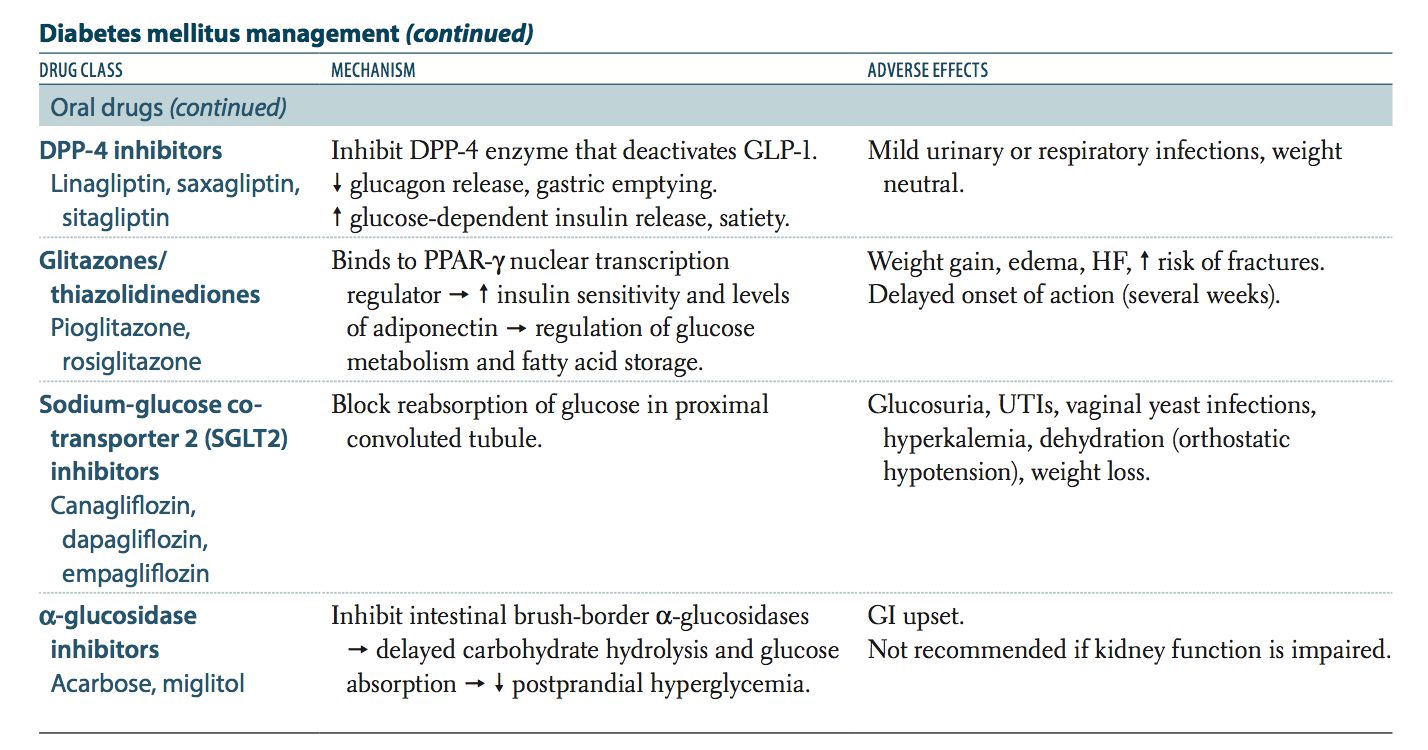 Diabetes mellitus management (continued)
DRUG CLASS MECHANISM ADVERSE EFFECTS
Oral drugs (continued)
DPP-4 inhibitors
Linagliptin, saxagliptin,
sitagliptin
Inhibit DPP-4 enzyme that deactivates GLP-1.
↓ glucagon release, gastric emptying.
↑ glucose-dependent insulin release, satiety.
Mild urinary or respiratory infections, weight
neutral.
Glitazones/
thiazolidinediones
Pioglitazone,
rosiglitazone
Binds to PPAR-γ nuclear transcription
regulator → ↑ insulin sensitivity and levels
of adiponectin → regulation of glucose
metabolism and fatty acid storage.
Weight gain, edema, HF, ↑ risk of fractures.
Delayed onset of action (several weeks).
Sodium-glucose co-
transporter 2 (SGLT2)
inhibitors
Canagliflozin,
dapagliflozin,
empagliflozin
Block reabsorption of glucose in proximal
convoluted tubule.
Glucosuria, UTIs, vaginal yeast infections,
hyperkalemia, dehydration (orthostatic
hypotension), weight loss.
α-glucosidase
inhibitors
Acarbose, miglitol
Inhibit intestinal brush-border α-glucosidases
→ delayed carbohydrate hydrolysis and glucose
absorption → ↓ postprandial hyperglycemia.
GI upset.
Not recommended if kidney function is impaired.